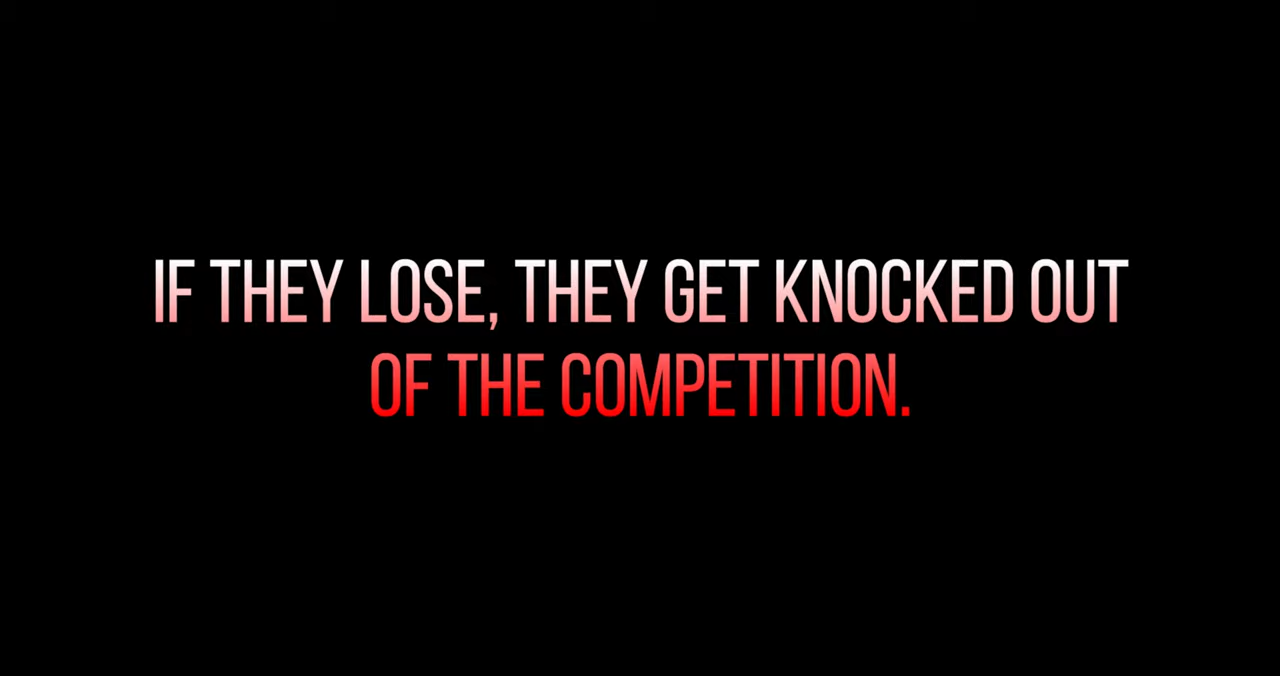 IF THEY LOSE, THEY GET KNOCKED OUT
OF THE COMPETITION.